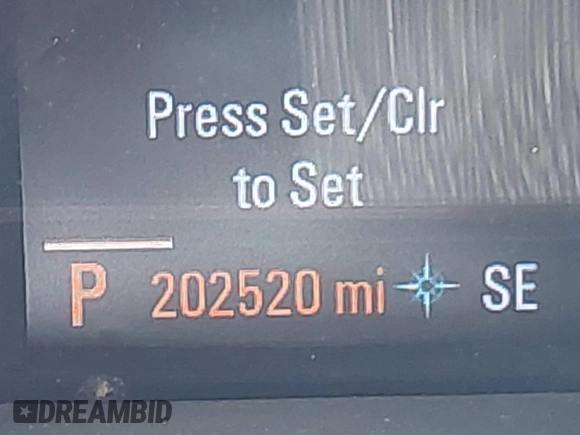 Press Set/Clr
to Set
P 202520 mi SE
DREAMBID